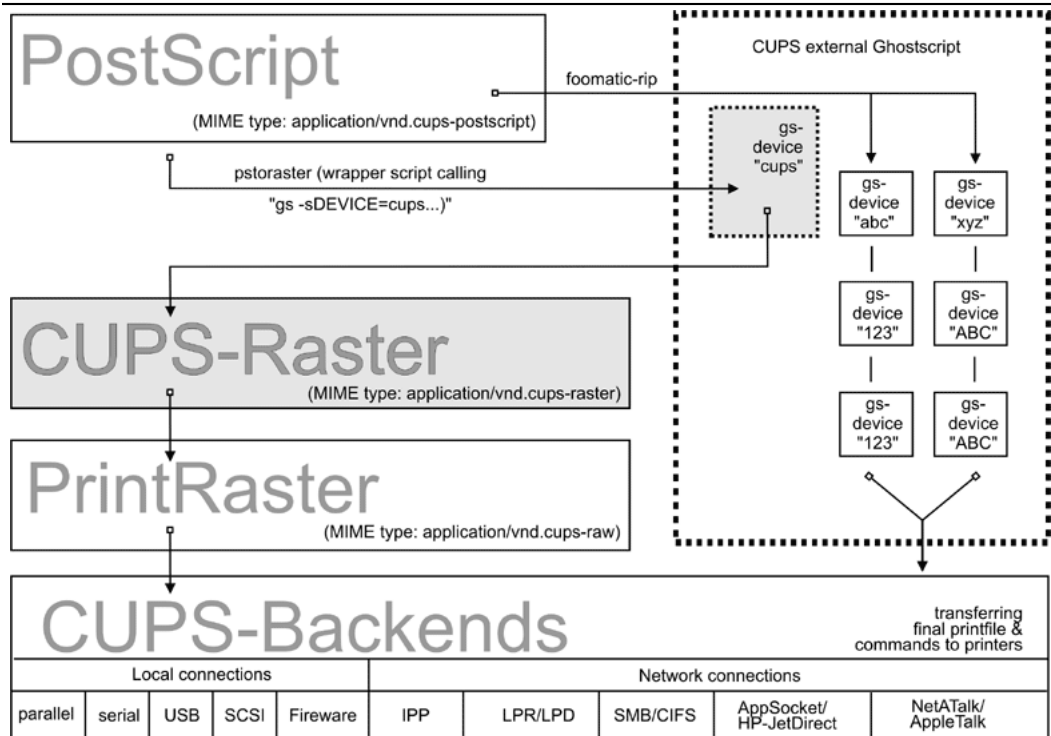 PostScript
(MIME type: application/vnd.cups-postscript)
foomatic-rip
CUPS external Ghostscript
pstoraster (wrapper script calling
"gs -sDEVICE=cups...)"
gs-
device
"cups"
gs-
device
"abc"
gs-
device
"xyz"
gs-
device
"123"
gs-
device
"ABC"
gs-
device
"123"
gs-
device
"ABC"
CUPS-Raster
(MIME type: application/vnd.cups-raster)
PrintRaster
(MIME type: application/vnd.cups-raw)
CUPS-Backends
transferring
final printfile &
commands to printers
Local connections
Network connections
parallel
serial
USB
SCSI
Fireware
IPP
LPR/LPD
SMB/CIFS
AppSocket/
HP-JetDirect
NetATalk/
AppleTalk